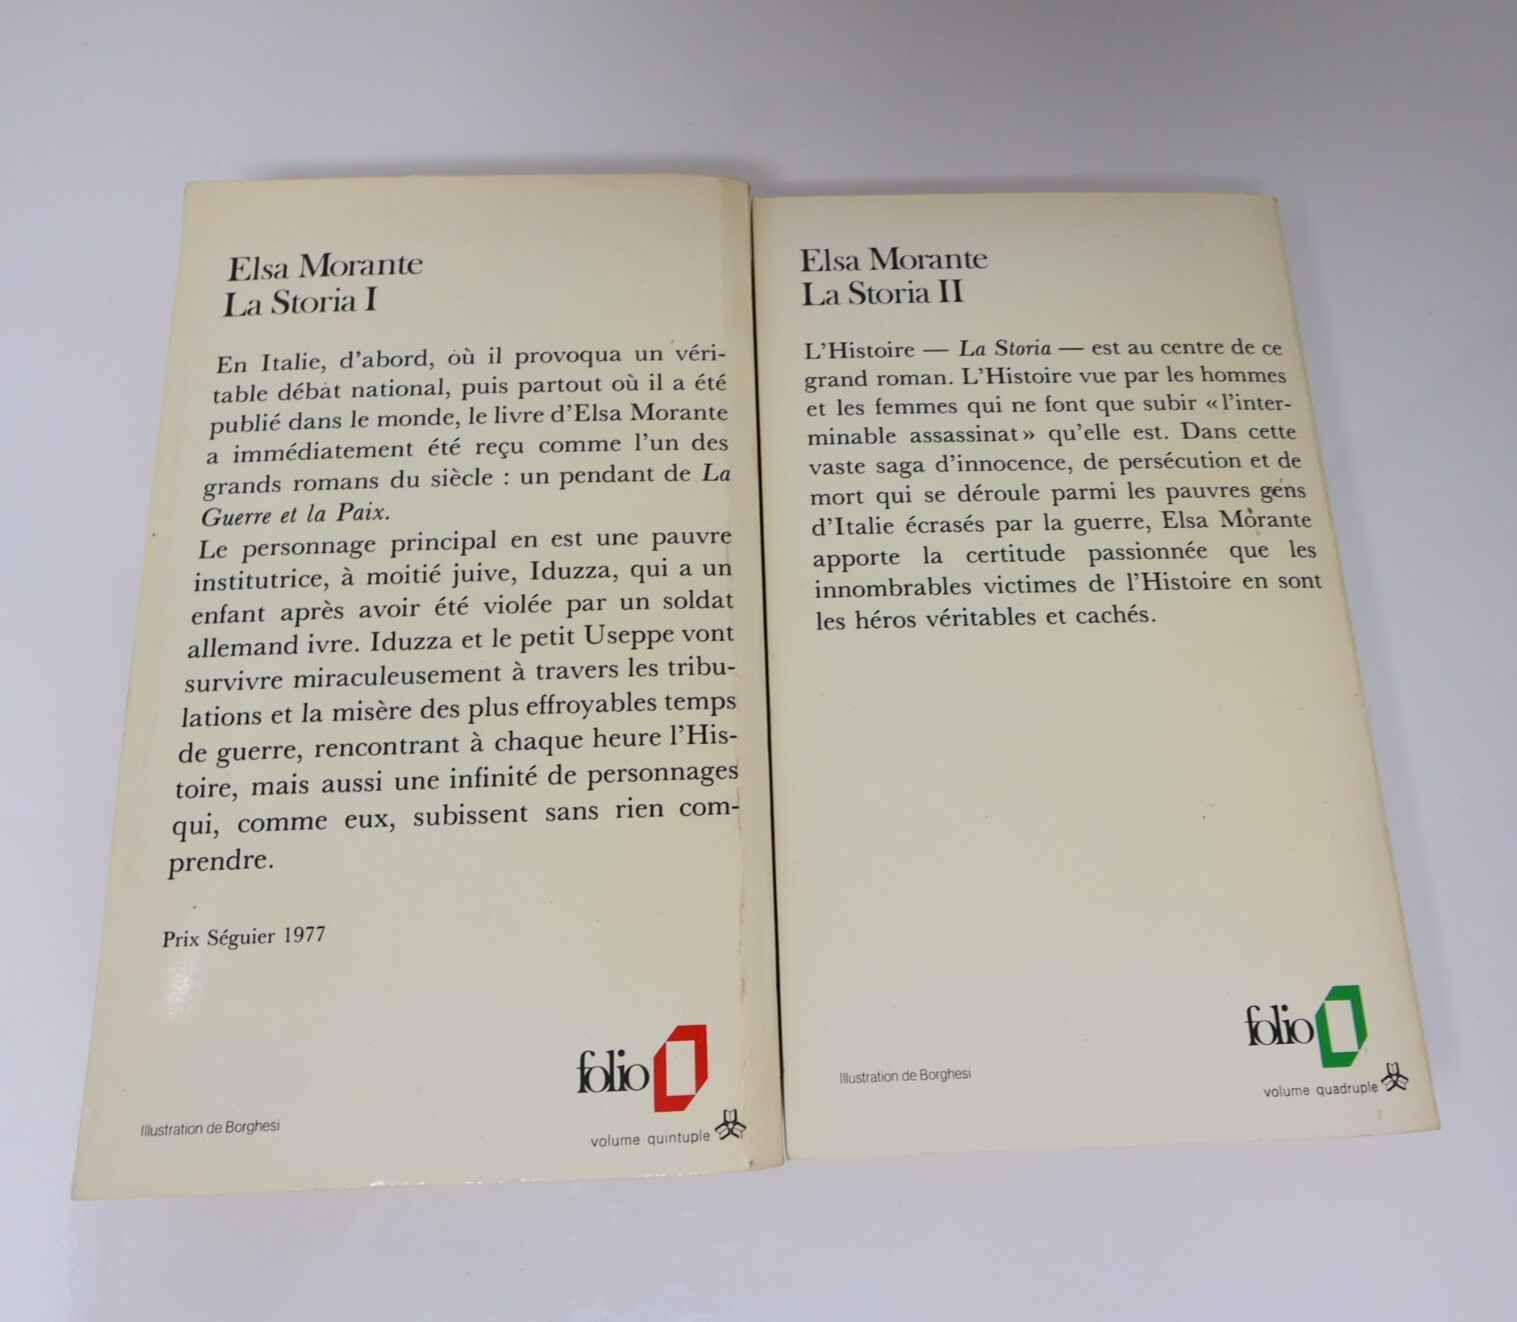 Elsa Morante
La Storia I
En Italie, d'abord, où il provoqua un véri-
table débat national, puis partout où il a été
publié dans le monde, le livre d'Elsa Morante
a immédiatement été reçu comme l'un des
grands romans du siècle : un pendant de La
Guerre et la Paix.
Le personnage principal en est une pauvre
institutrice, à moitié juive, Iduzza, qui a un
enfant après avoir été violée par un soldat
allemand ivre. Iduzza et le petit Useppe vont
survivre miraculeusement à travers les tribu-
lations et la misère des plus effroyables temps
de guerre, rencontrant à chaque heure l'His-
toire, mais aussi une infinité de personnages
qui, comme eux, subissent sans rien com-
prendre.
Prix Séguier 1977
folio
Illustration de Borghesi
volume quintuple
Elsa Morante
La Storia II
L'Histoire — La Storia — est au centre de ce
grand roman. L'Histoire vue par les hommes
et les femmes qui ne font que subir « l'inter-
minable assassinat » qu'elle est. Dans cette
vaste saga d'innocence, de persécution et de
mort qui se déroule parmi les pauvres gens
d'Italie écrasés par la guerre, Elsa Morante
apporte la certitude passionnée que les
innombrables victimes de l'Histoire en sont
les héros véritables et cachés.
folio
Illustration de Borghesi
volume quadruple